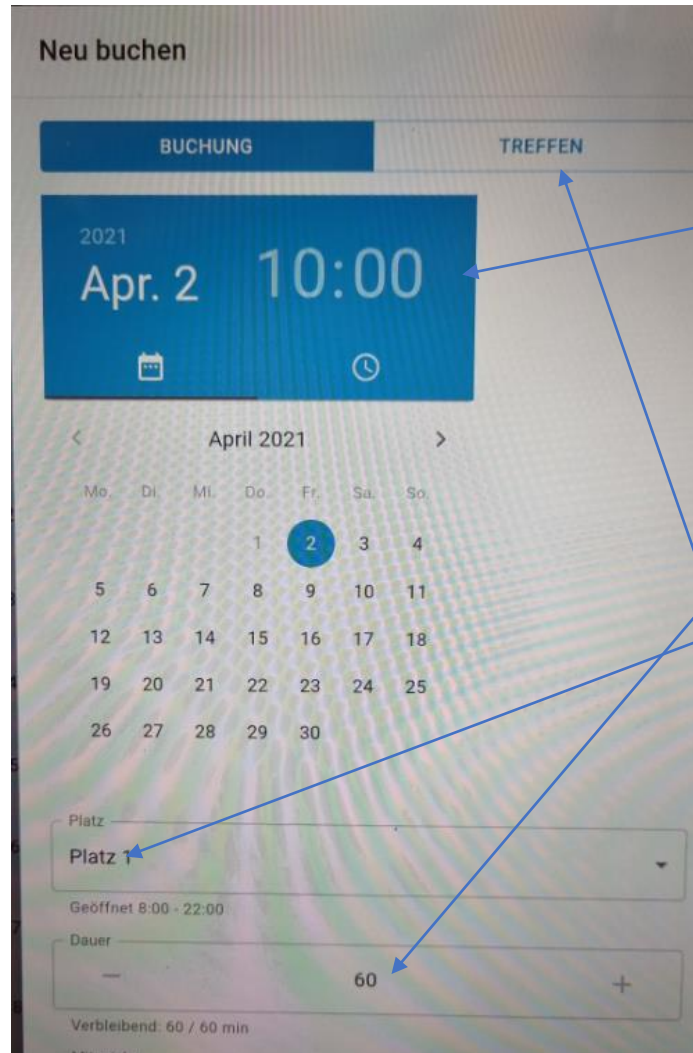 Neu buchen
BUCHUNG TREFFEN
2021
Apr. 2 10:00
April 2021
Mo. Di. Mi. Do. Fr. Sa. So.
1 2 3 4
5 6 7 8 9 10 11
12 13 14 15 16 17 18
19 20 21 22 23 24 25
26 27 28 29 30
Platz
Platz 1
Geöffnet 8:00 - 22:00
Dauer
— 60 +
Verbleibend: 60 / 60 min